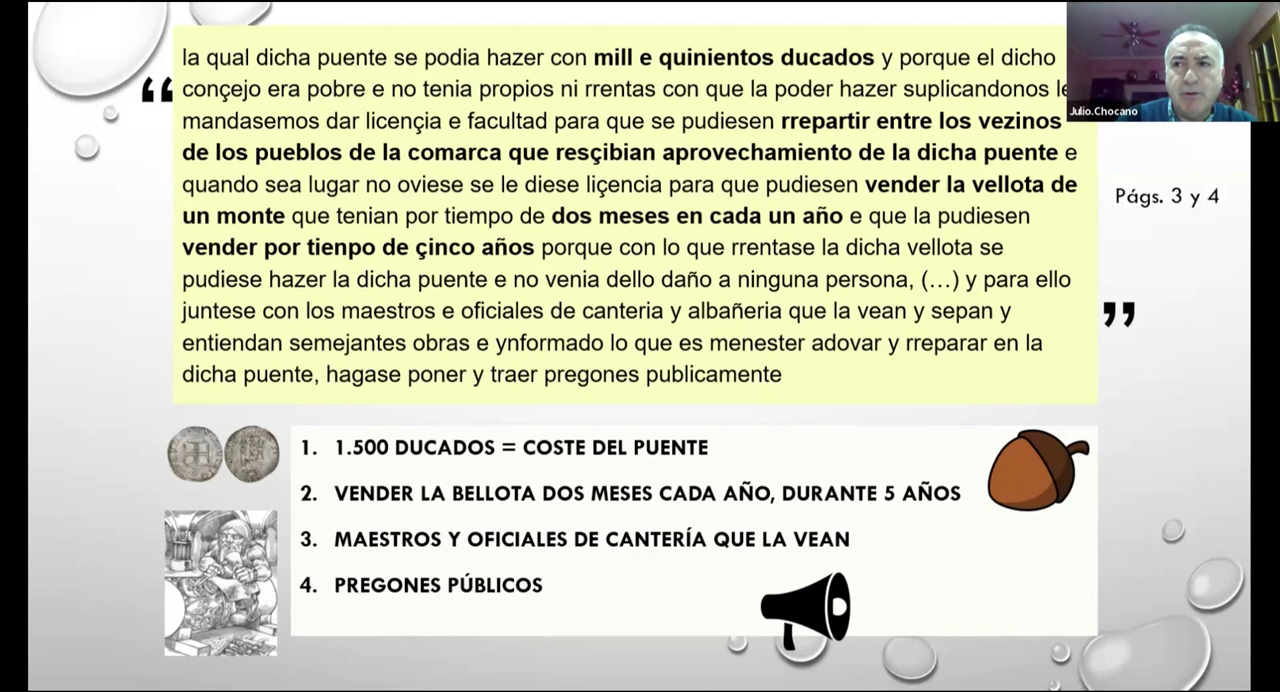 “
la qual dicha puente se podia hazer con mill e quinientos ducados y porque el dicho
conçejo era pobre e no tenia propios ni rrentas con que la poder hazer suplicandonos le
mandasemos dar licençia e facultad para que se pudiesen rrepartir entre los vezinos
de los pueblos de la comarca que resçibian aprovechamiento de la dicha puente e
quando sea lugar no oviese se le diese liçencia para que pudiesen vender la vellota de
un monte que tenian por tiempo de dos meses en cada un año e que la pudiesen
vender por tienpo de çinco años porque con lo que rrentase la dicha vellota se
pudiese hazer la dicha puente e no venia dello daño a ninguna persona, (…) y para ello
juntese con los maestros e oficiales de canteria y albañeria que la vean y sepan y
entiendan semejantes obras e ynformado lo que es menester adovar y rreparar en la
dicha puente, hagase poner y traer pregones publicamente
”
Julio.Chocano
Págs. 3 y 4
1. 1.500 DUCADOS = COSTE DEL PUENTE
2. VENDER LA BELLOTA DOS MESES CADA AÑO, DURANTE 5 AÑOS
3. MAESTROS Y OFICIALES DE CANTERÍA QUE LA VEAN
4. PREGONES PÚBLICOS